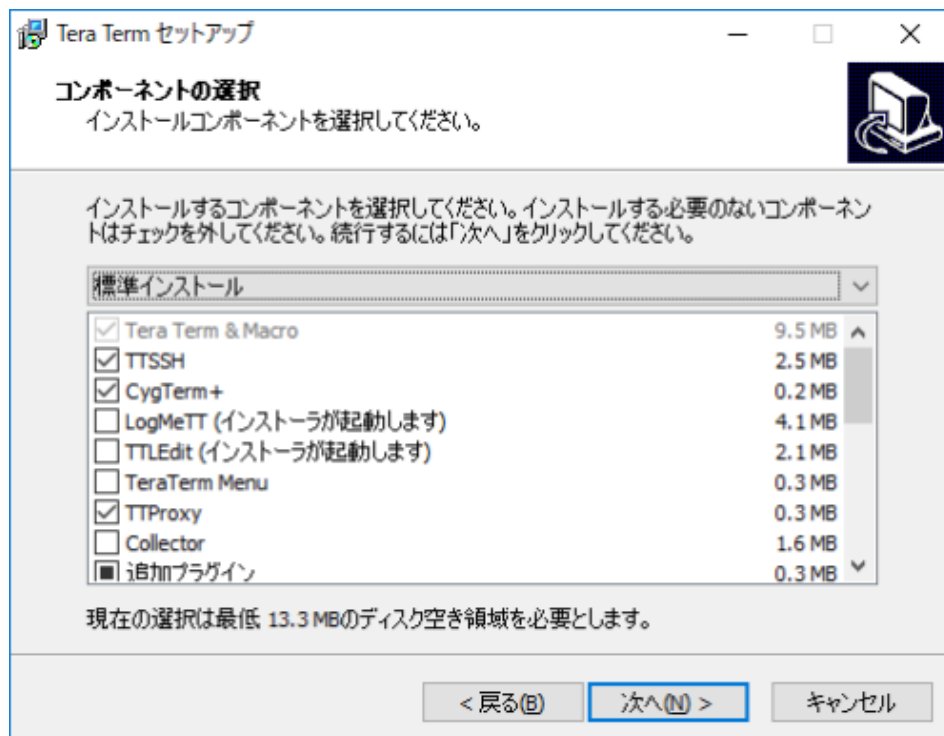 Tera Term セットアップ
コンポーネントの選択
インストールコンポーネントを選択してください。
インストールするコンポーネントを選択してください。インストールする必要のないコンポーネン
トはチェックを外してください。続行するには「次へ」をクリックしてください。
標準インストール
Tera Term & Macro 9.5 MB
TTSSH 2.5 MB
CygTerm+ 0.2 MB
LogMeTT (インストーラが起動します) 4.1 MB
TTLEdit (インストーラが起動します) 2.1 MB
TeraTerm Menu 0.3 MB
TTProxy 0.3 MB
Collector 1.6 MB
追加プラグイン 0.3 MB
現在の選択は最低 13.3 MBのディスク空き領域を必要とします。
< 戻る(B) 次へ(N) > キャンセル